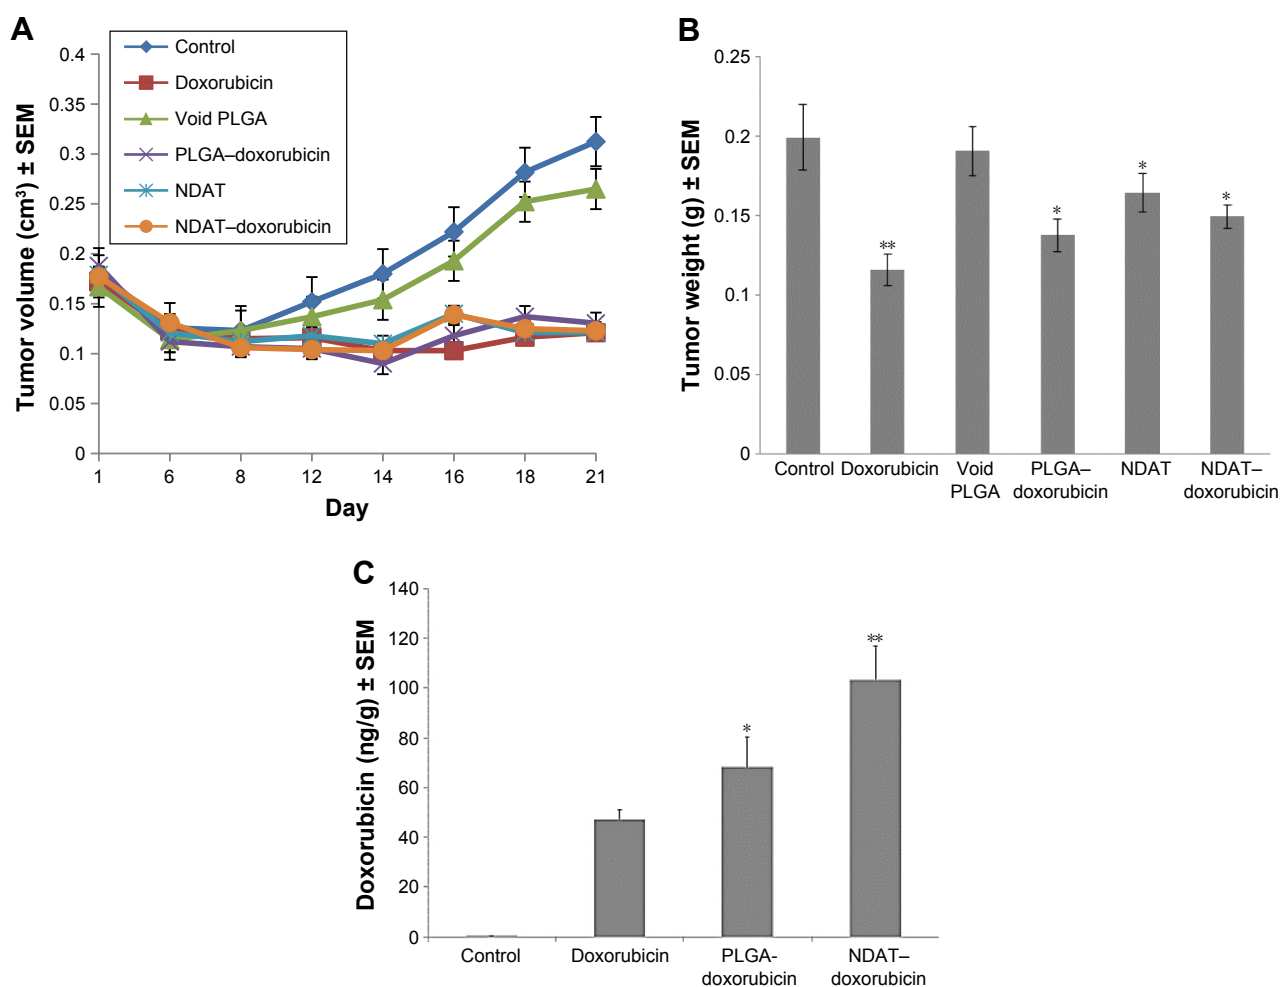 A
Tumor volume (cm³) ± SEM
0.4
0.35
0.3
0.25
0.2
0.15
0.1
0.05
0
Control
Doxorubicin
Void PLGA
PLGA–doxorubicin
NDAT
NDAT–doxorubicin
1 6 8 12 14 16 18 21
Day
B
Tumor weight (g) ± SEM
0.25
0.2
0.15
0.1
0.05
0
**
*
*
*
Control Doxorubicin Void PLGA– NDAT NDAT–
PLGA doxorubicin doxorubicin
C
Doxorubicin (ng/g) ± SEM
140
120
100
80
60
40
20
0
*
**
Control Doxorubicin PLGA- NDAT–
doxorubicin doxorubicin